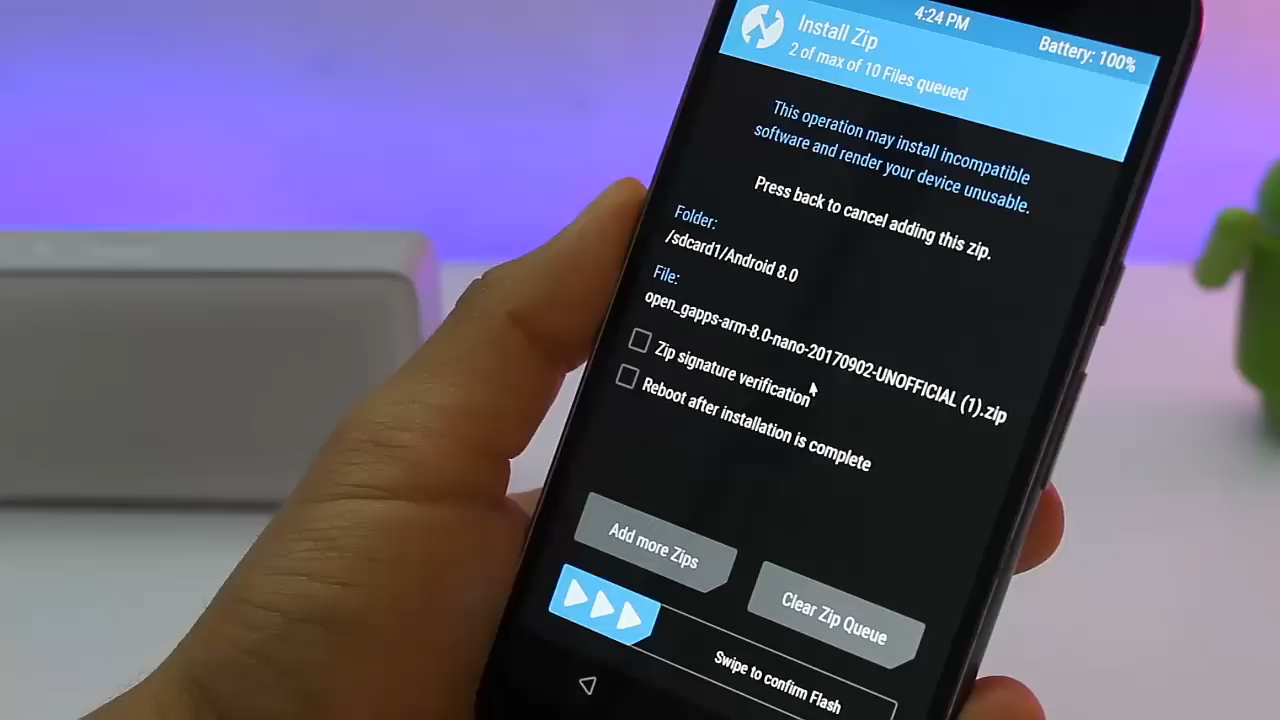 4:24 PM
Battery: 100%
Install Zip
2 of max of 10 Files queued
This operation may install incompatible
software and render your device unusable.
Press back to cancel adding this zip.
Folder:
/sdcard1/Android 8.0
File:
open_gapps-arm-8.0-nano-20170902-UNOFFICIAL (1).zip
Zip signature verification
Reboot after installation is complete
Add more Zips
Clear Zip Queue
Swipe to confirm Flash